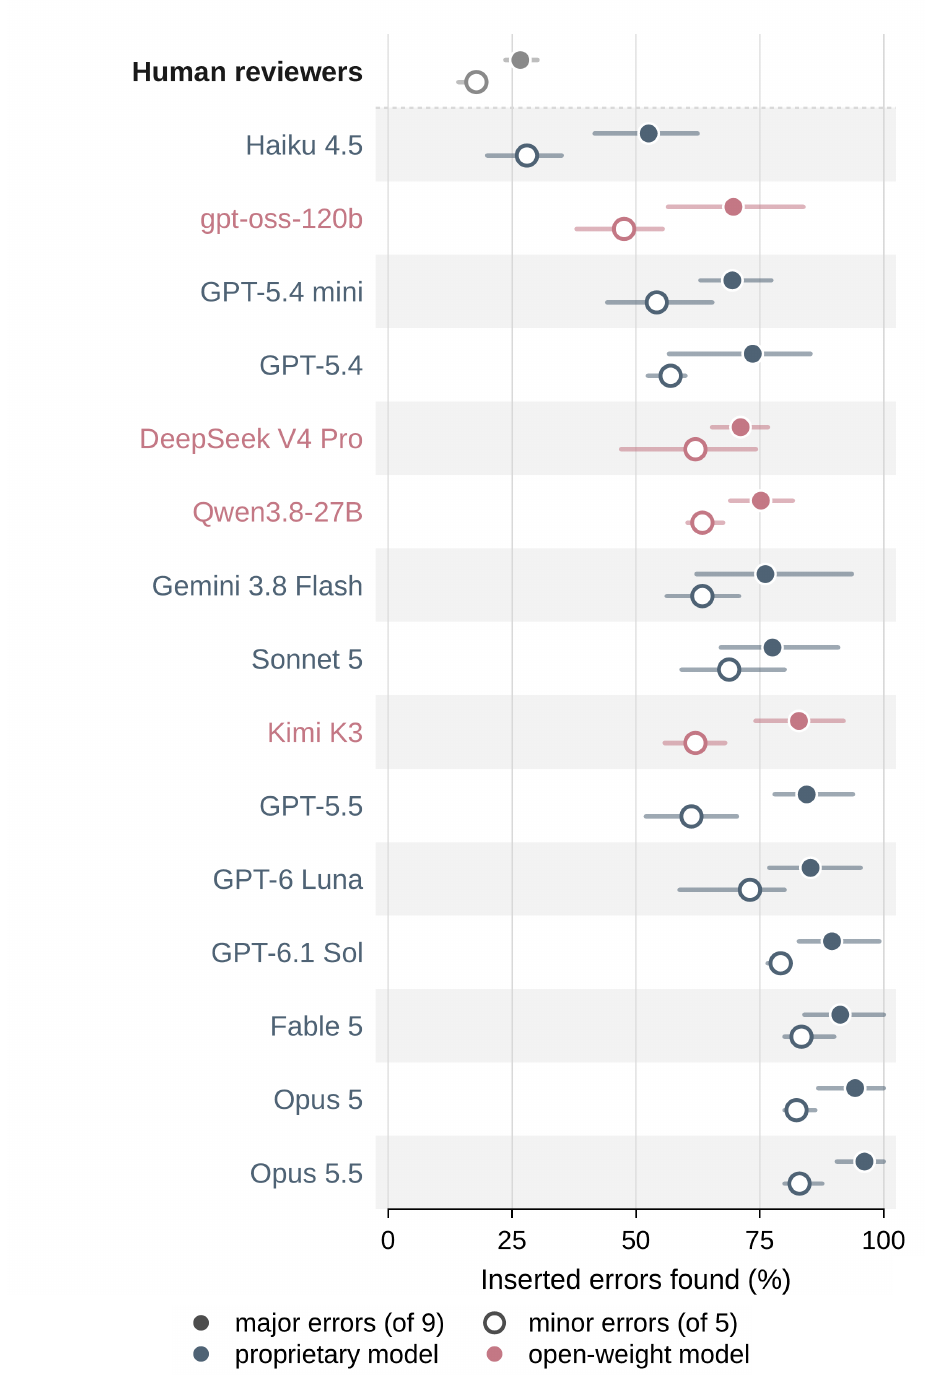 Human reviewers
Haiku 4.5
gpt-oss-120b
GPT-5.4 mini
GPT-5.4
DeepSeek V4 Pro
Qwen3.8-27B
Gemini 3.8 Flash
Sonnet 5
Kimi K3
GPT-5.5
GPT-6 Luna
GPT-6.1 Sol
Fable 5
Opus 5
Opus 5.5
0 25 50 75 100
Inserted errors found (%)
major errors (of 9) minor errors (of 5)
proprietary model open-weight model